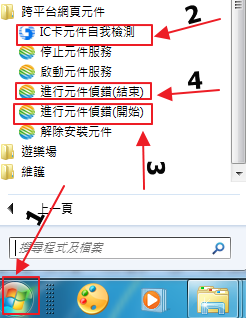 跨平台網頁元件
IC卡元件自我檢測
2
停止元件服務
啟動元件服務
進行元件偵錯(結束)
4
進行元件偵錯(開始)
解除安裝元件
3
遊樂場
維護
1
上一頁
搜尋程式及檔案